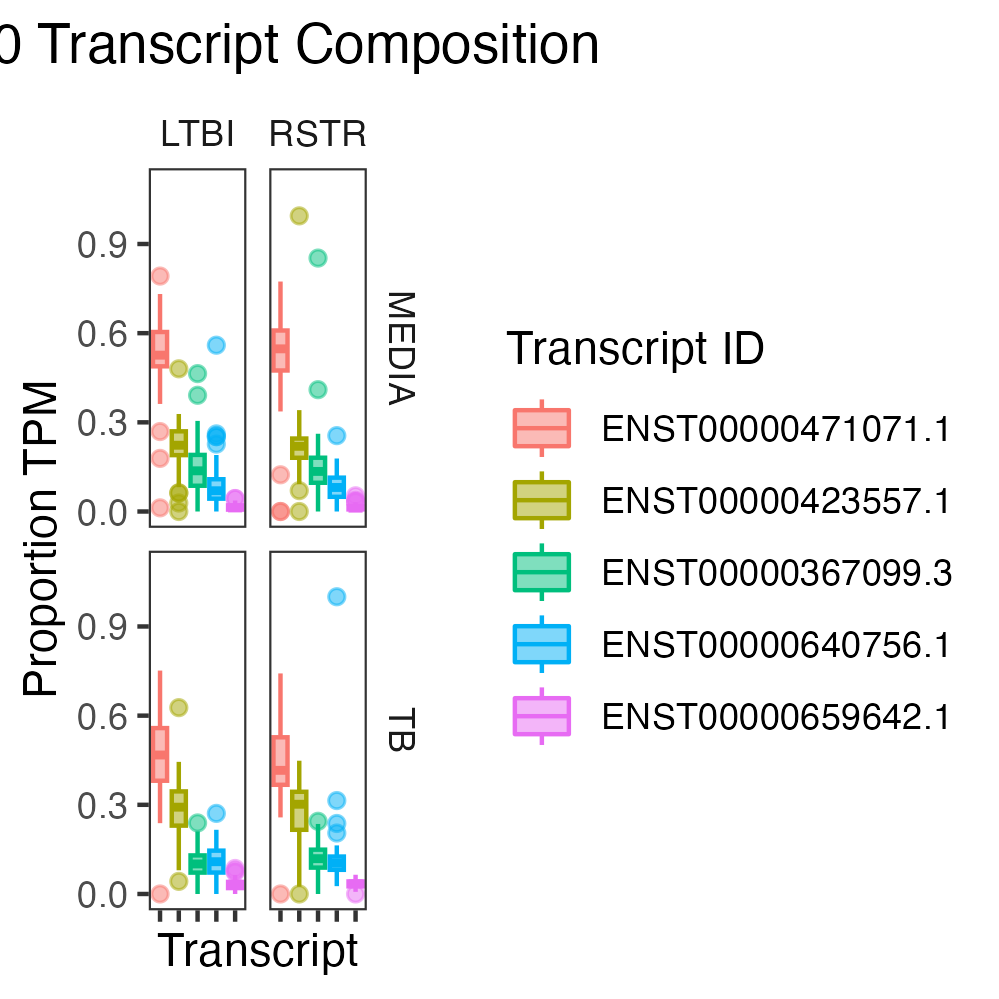 0 Transcript Composition
LTBI RSTR
0.9
0.6
0.3
0.0
MEDIA
0.9
0.6
0.3
0.0
TB
Proportion TPM
Transcript
Transcript ID
ENST00000471071.1
ENST00000423557.1
ENST00000367099.3
ENST00000640756.1
ENST00000659642.1